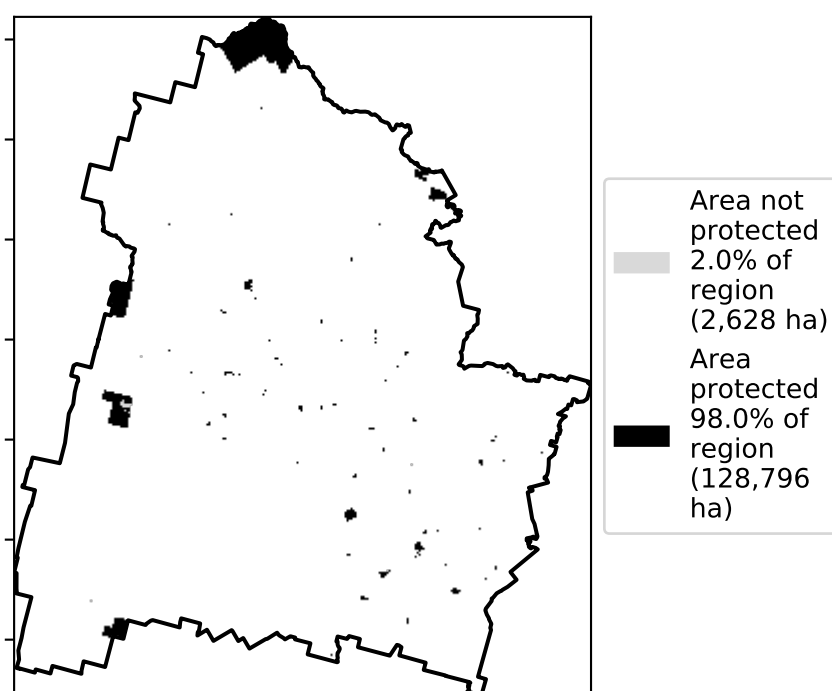 Area not
protected
2.0% of
region
(2,628 ha)
Area
protected
98.0% of
region
(128,796
ha)